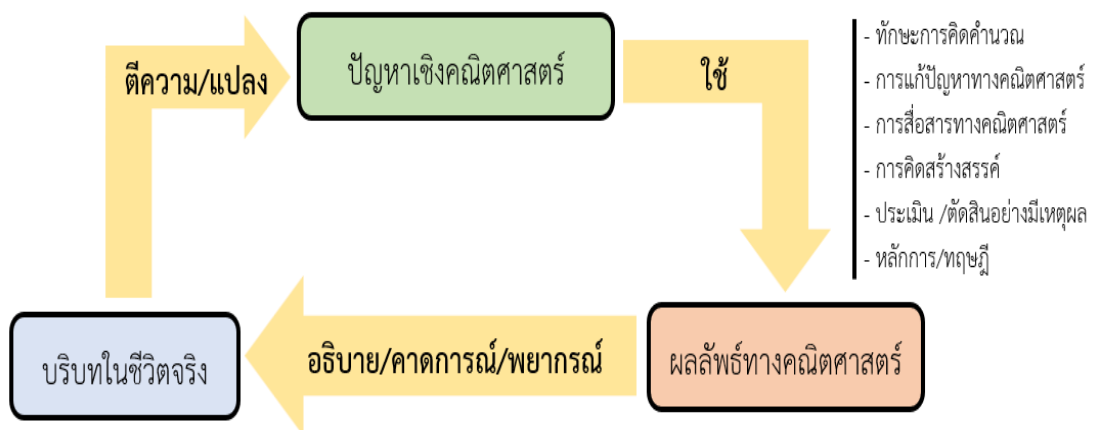 ตีความ/แปลง
ปัญหาเชิงคณิตศาสตร์
ใช้
- ทักษะการคิดคำนวณ
- การแก้ปัญหาทางคณิตศาสตร์
- การสื่อสารทางคณิตศาสตร์
- การคิดสร้างสรรค์
- ประเมิน /ตัดสินอย่างมีเหตุผล
- หลักการ/ทฤษฎี
ผลลัพธ์ทางคณิตศาสตร์
อธิบาย/คาดการณ์/พยากรณ์
บริบทในชีวิตจริง